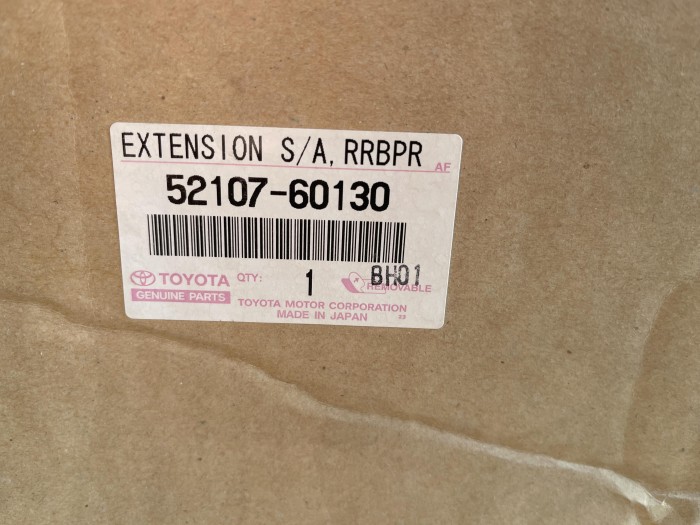 EXTENSION S/A, RRBPR
AF
52107-60130
TOYOTA QTY: 1 BH01
GENUINE PARTS REMOVABLE
TOYOTA MOTOR CORPORATION
MADE IN JAPAN